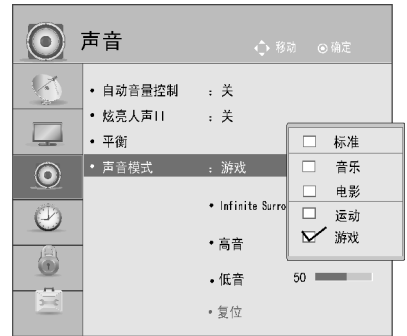 声音
移动 ◎确定
• 自动音量控制 ：关
• 炫亮人声II ：关
• 平衡
• 声音模式 ：游戏
• Infinite Surro
• 高音
• 低音 50
• 复位
标准
音乐
电影
运动
游戏